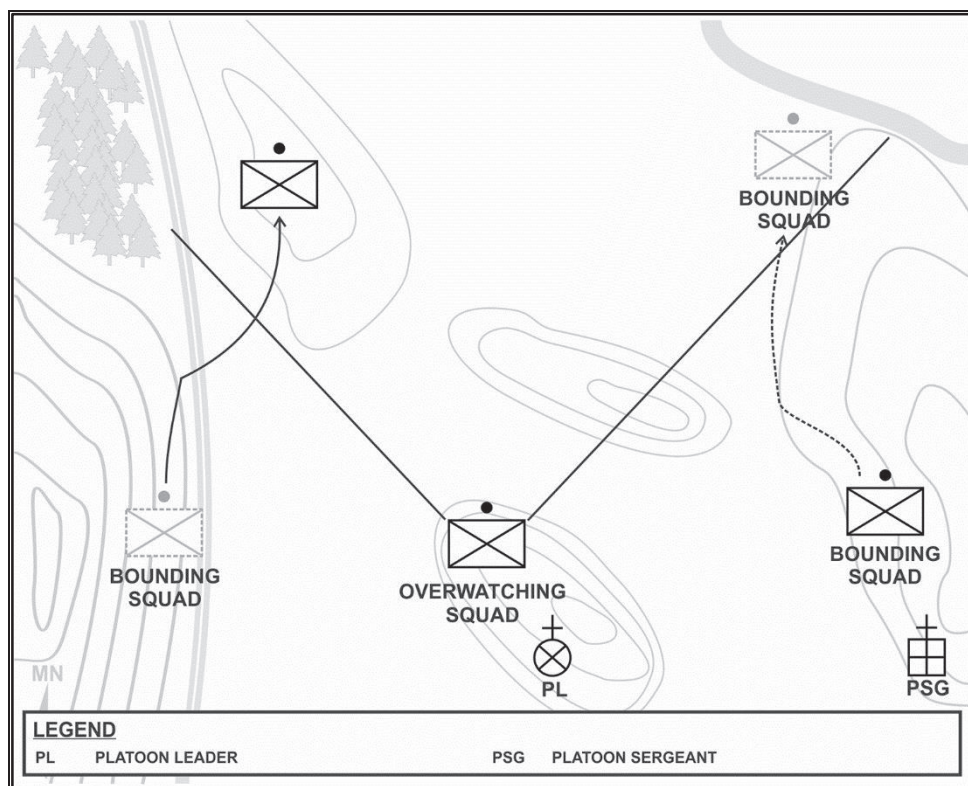 BOUNDING
SQUAD
BOUNDING
SQUAD
OVERWATCHING
SQUAD
BOUNDING
SQUAD
PL
PSG
MN
LEGEND
PL PLATOON LEADER PSG PLATOON SERGEANT